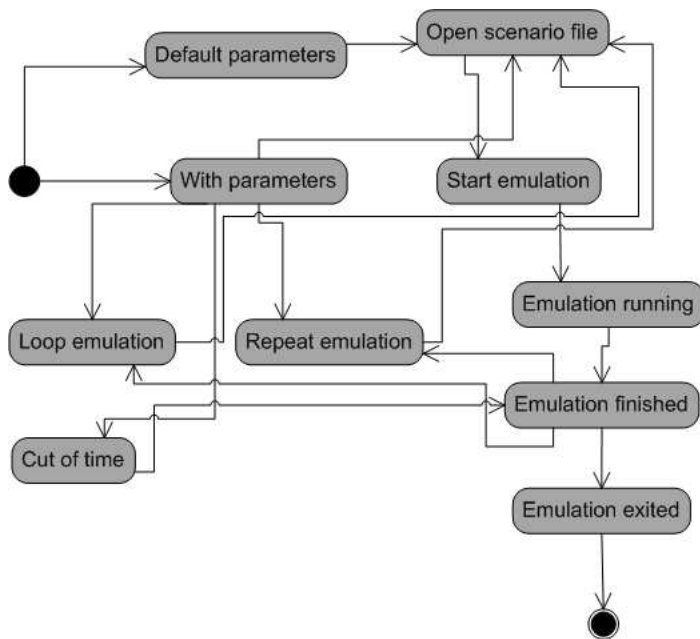 Open scenario file
Default parameters
With parameters
Start emulation
Emulation running
Loop emulation
Repeat emulation
Emulation finished
Cut of time
Emulation exited